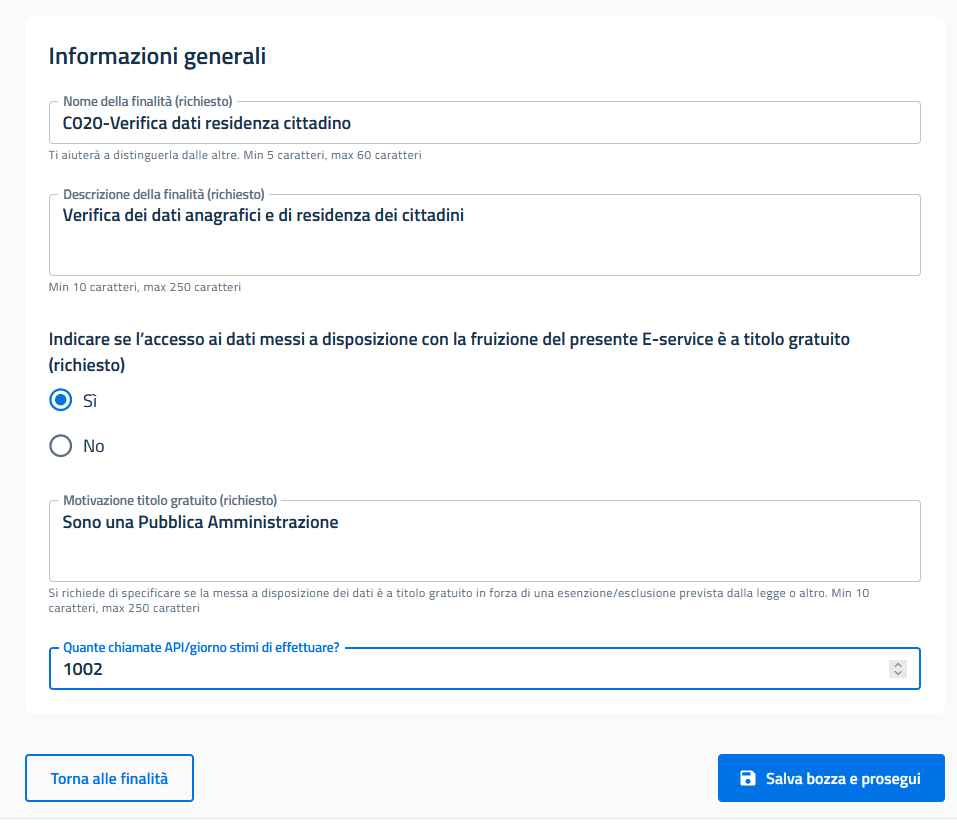 Informazioni generali
Nome della finalità (richiesto)
C020-Verifica dati residenza cittadino
Ti aiuterà a distinguerla dalle altre. Min 5 caratteri, max 60 caratteri
Descrizione della finalità (richiesto)
Verifica dei dati anagrafici e di residenza dei cittadini
Min 10 caratteri, max 250 caratteri
Indicare se l’accesso ai dati messi a disposizione con la fruizione del presente E-service è a titolo gratuito
(richiesto)
Sì
No
Motivazione titolo gratuito (richiesto)
Sono una Pubblica Amministrazione
Si richiede di specificare se la messa a disposizione dei dati è a titolo gratuito in forza di una esenzione/esclusione prevista dalla legge o altro. Min 10
caratteri, max 250 caratteri
Quante chiamate API/giorno stimi di effettuare?
1002
Torna alle finalità
Salva bozza e prosegui